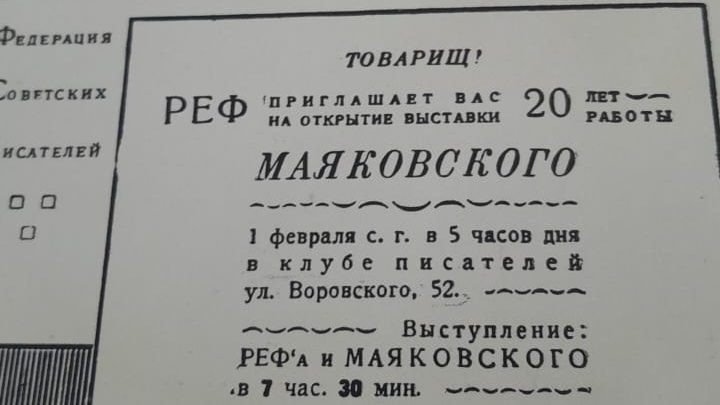 Федерация
Советских
исателей
ТОВАРИЩ!
РЕФ ПРИГЛАШАЕТ ВАС НА ОТКРЫТИЕ ВЫСТАВКИ 20 ЛЕТ РАБОТЫ
МАЯКОВСКОГО
1 февраля с. г. в 5 часов дня
в клубе писателей
ул. Воровского, 52.
Выступление:
РЕФ'А и МАЯКОВСКОГО
в 7 час. 30 мин.